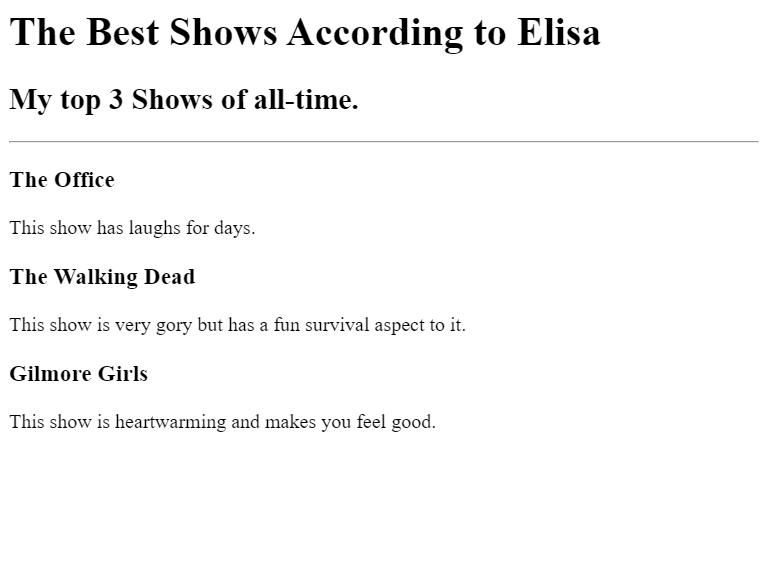 The Best Shows According to Elisa
My top 3 Shows of all-time.
The Office
This show has laughs for days.
The Walking Dead
This show is very gory but has a fun survival aspect to it.
Gilmore Girls
This show is heartwarming and makes you feel good.